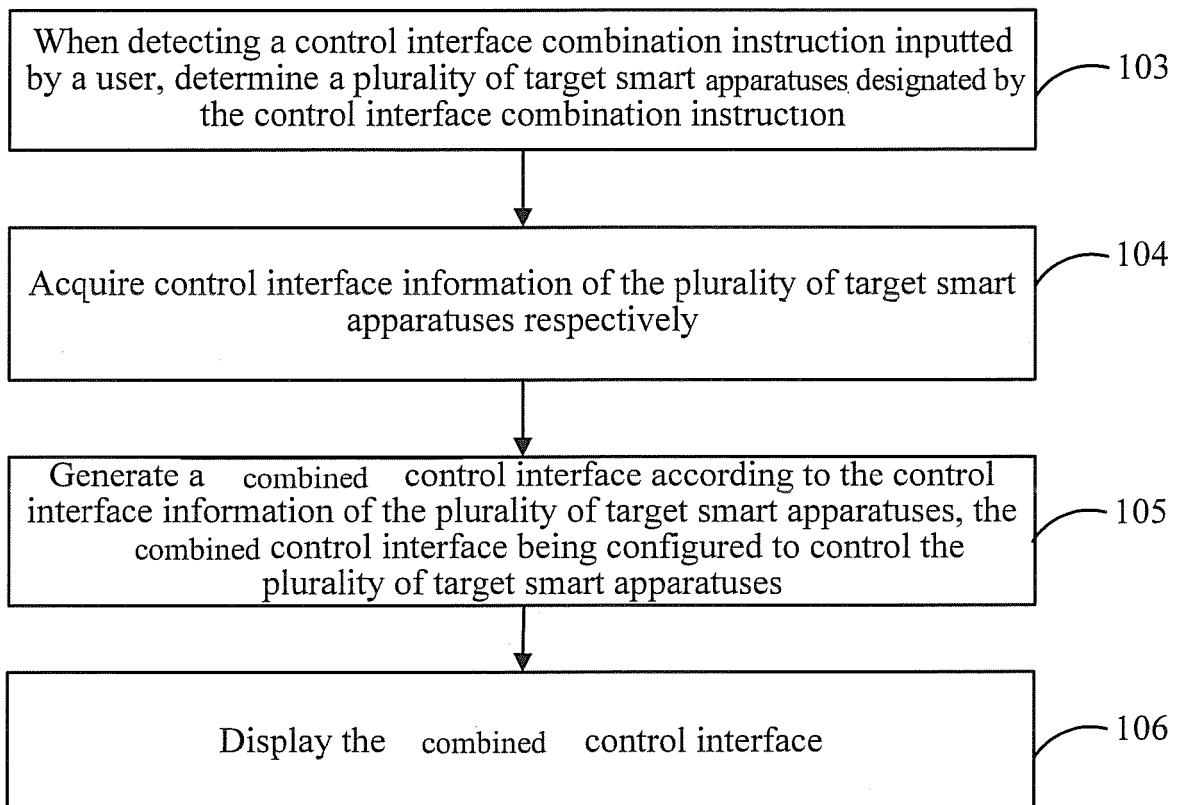 When detecting a control interface combination instruction inputted
by a user, determine a plurality of target smart apparatuses designated by
the control interface combination instruction
103
Acquire control interface information of the plurality of target smart
apparatuses respectively
104
Generate a combined control interface according to the control
interface information of the plurality of target smart apparatuses, the
combined control interface being configured to control the
plurality of target smart apparatuses
105
Display the combined control interface
106